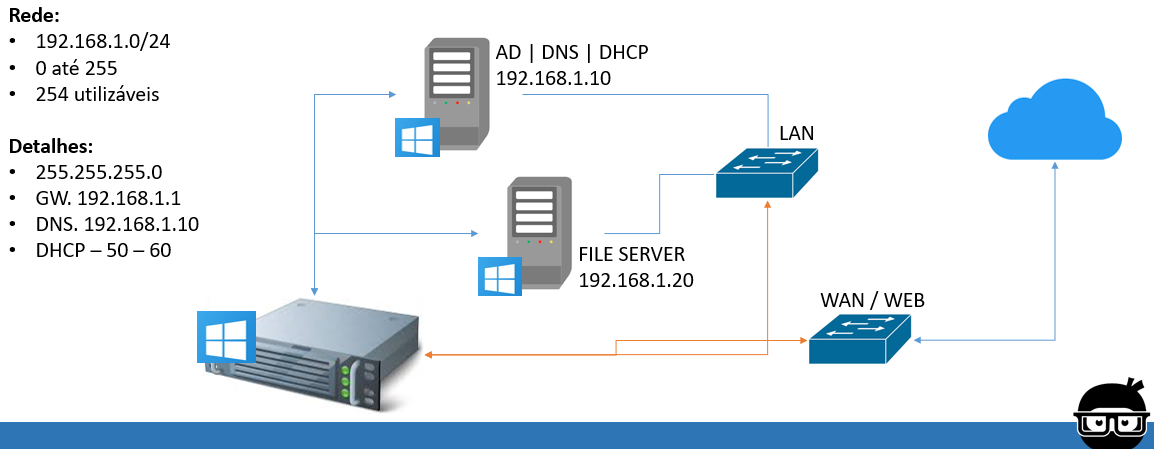 Rede:
• 192.168.1.0/24
• 0 até 255
• 254 utilizáveis
Detalhes:
• 255.255.255.0
• GW. 192.168.1.1
• DNS. 192.168.1.10
• DHCP – 50 – 60
AD | DNS | DHCP
192.168.1.10
LAN
FILE SERVER
192.168.1.20
WAN / WEB